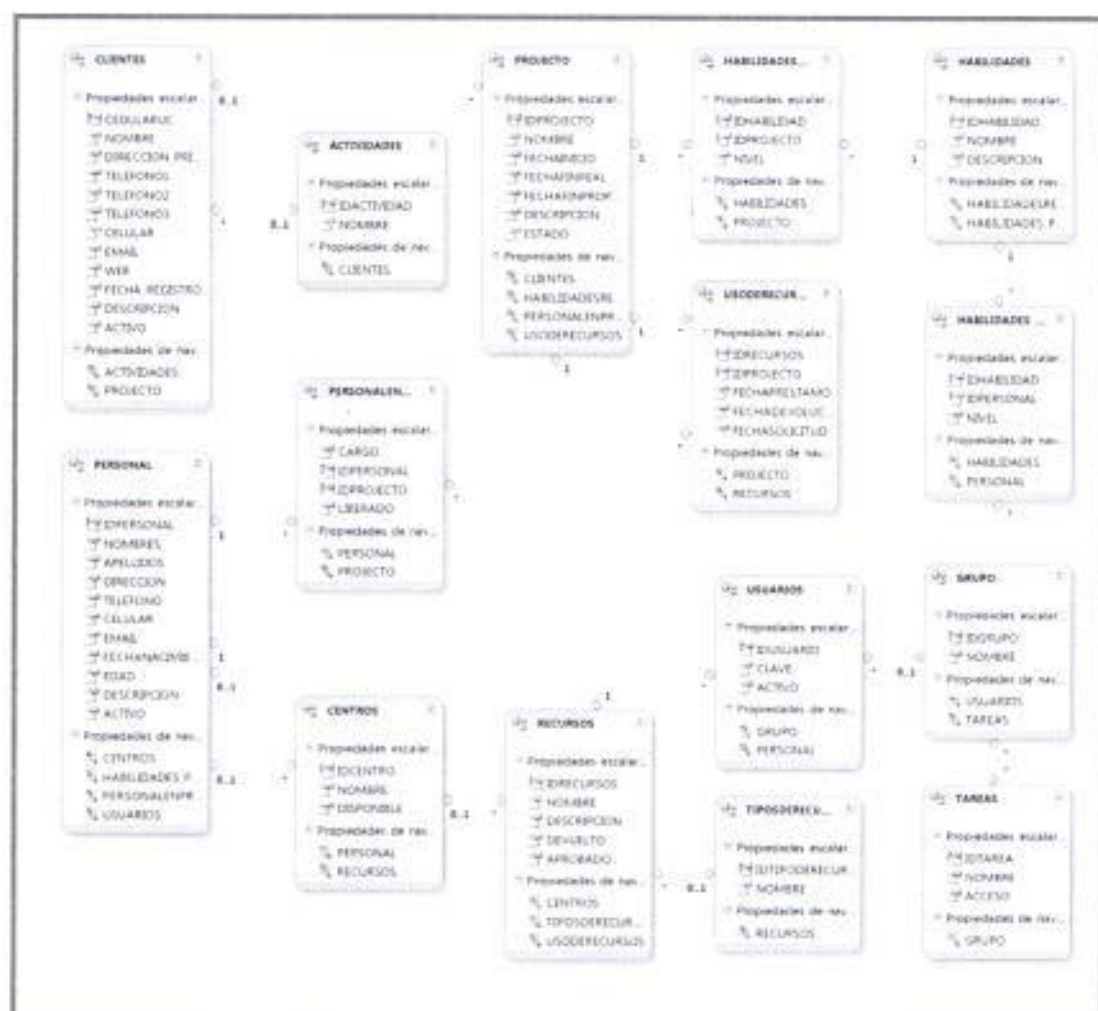 CLIENTES
Propiedades escalar...
CEDULARUC
NOMBRE
DIRECCION PRE...
TELEFONO1
TELEFONO2
TELEFONO3
CELULAR
EMAIL
WEB
FECHA REGISTRO
DESCRIPCION
ACTIVO
Propiedades de nav...
ACTIVIDADES
PROJECTO
0..1
*
ACTIVIDADES
Propiedades escalar...
IDACTIVIDAD
NOMBRE
Propiedades de nav...
CLIENTES
0..1
PROJECTO
Propiedades escalar...
IDPROJECTO
NOMBRE
FECHAINICIO
FECHAFINREAL
FECHAFINPROP...
DESCRIPCION
ESTADO
Propiedades de nav...
CLIENTES
HABILIDADESRE...
PERSONALENPR...
USODERECURSOS
*
1
1
1
HABILIDADES...
Propiedades escalar...
IDHABILIDAD
IDPROJECTO
NIVEL
Propiedades de nav...
HABILIDADES
PROJECTO
*
*
HABILIDADES
Propiedades escalar...
IDHABILIDAD
NOMBRE
DESCRIPCION
Propiedades de nav...
HABILIDADESRE...
HABILIDADES P...
1
1
USODERECUR...
Propiedades escalar...
IDRECURSOS
IDPROJECTO
FECHAPRESTAMO
FECHADEVOLUC...
FECHASOLICITUD
Propiedades de nav...
PROJECTO
RECURSOS
*
*
HABILIDADES ...
Propiedades escalar...
IDHABILIDAD
IDPERSONAL
NIVEL
Propiedades de nav...
HABILIDADES
PERSONAL
*
*
PERSONALEN...
Propiedades escalar...
CARGO
IDPERSONAL
IDPROJECTO
LIBERADO
Propiedades de nav...
PERSONAL
PROJECTO
*
*
PERSONAL
Propiedades escalar...
IDPERSONAL
NOMBRES
APELLIDOS
DIRECCION
TELEFONO
CELULAR
EMAIL
FECHANACIMIE...
EDAD
DESCRIPCION
ACTIVO
Propiedades de nav...
CENTROS
HABILIDADES P...
PERSONALENPR...
USUARIOS
1
1
0..1
0..1
CENTROS
Propiedades escalar...
IDCENTRO
NOMBRE
DISPONIBLE
Propiedades de nav...
PERSONAL
RECURSOS
*
0..1
RECURSOS
Propiedades escalar...
IDRECURSOS
NOMBRE
DESCRIPCION
DEVUELTO
APROBADO
Propiedades de nav...
CENTROS
TIPOSDERECUR...
USODERECURSOS
1
*
*
USUARIOS
Propiedades escalar...
IDUSUARIO
CLAVE
ACTIVO
Propiedades de nav...
GRUPO
PERSONAL
*
*
GRUPO
Propiedades escalar...
IDGRUPO
NOMBRE
Propiedades de nav...
USUARIOS
TAREAS
0..1
*
TIPOSDERECU...
Propiedades escalar...
IDTIPODERECUR...
NOMBRE
Propiedades de nav...
RECURSOS
0..1
TAREAS
Propiedades escalar...
IDTAREA
NOMBRE
ACCESO
Propiedades de nav...
GRUPO
*